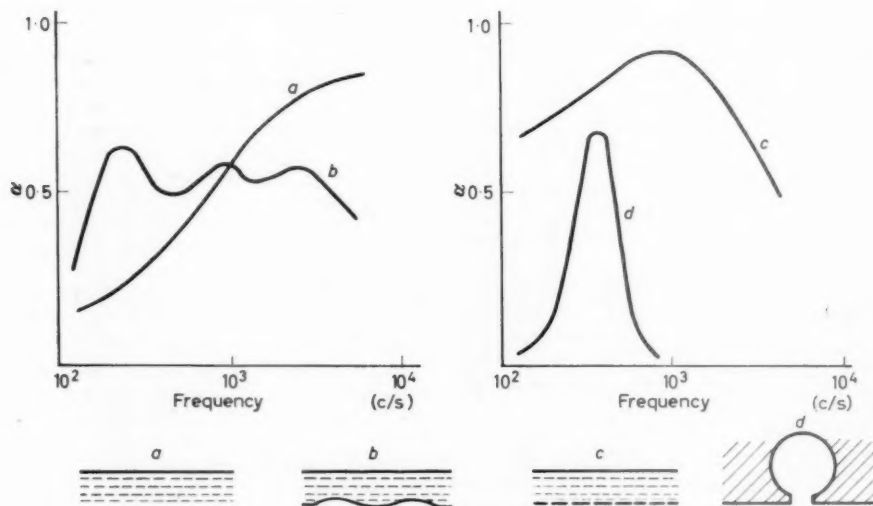 1.0
a
b
α
0.5
10²
10³
10⁴
Frequency
(c/s)
1.0
c
α
0.5
d
10²
10³
10⁴
Frequency
(c/s)
a
b
c
d